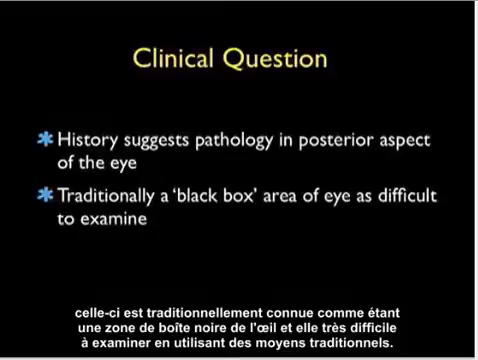 Clinical Question
* History suggests pathology in posterior aspect
of the eye
* Traditionally a 'black box' area of eye as difficult
to examine
celle-ci est traditionnellement connue comme étant
une zone de boîte noire de l'œil et elle très difficile
à examiner en utilisant des moyens traditionnels.